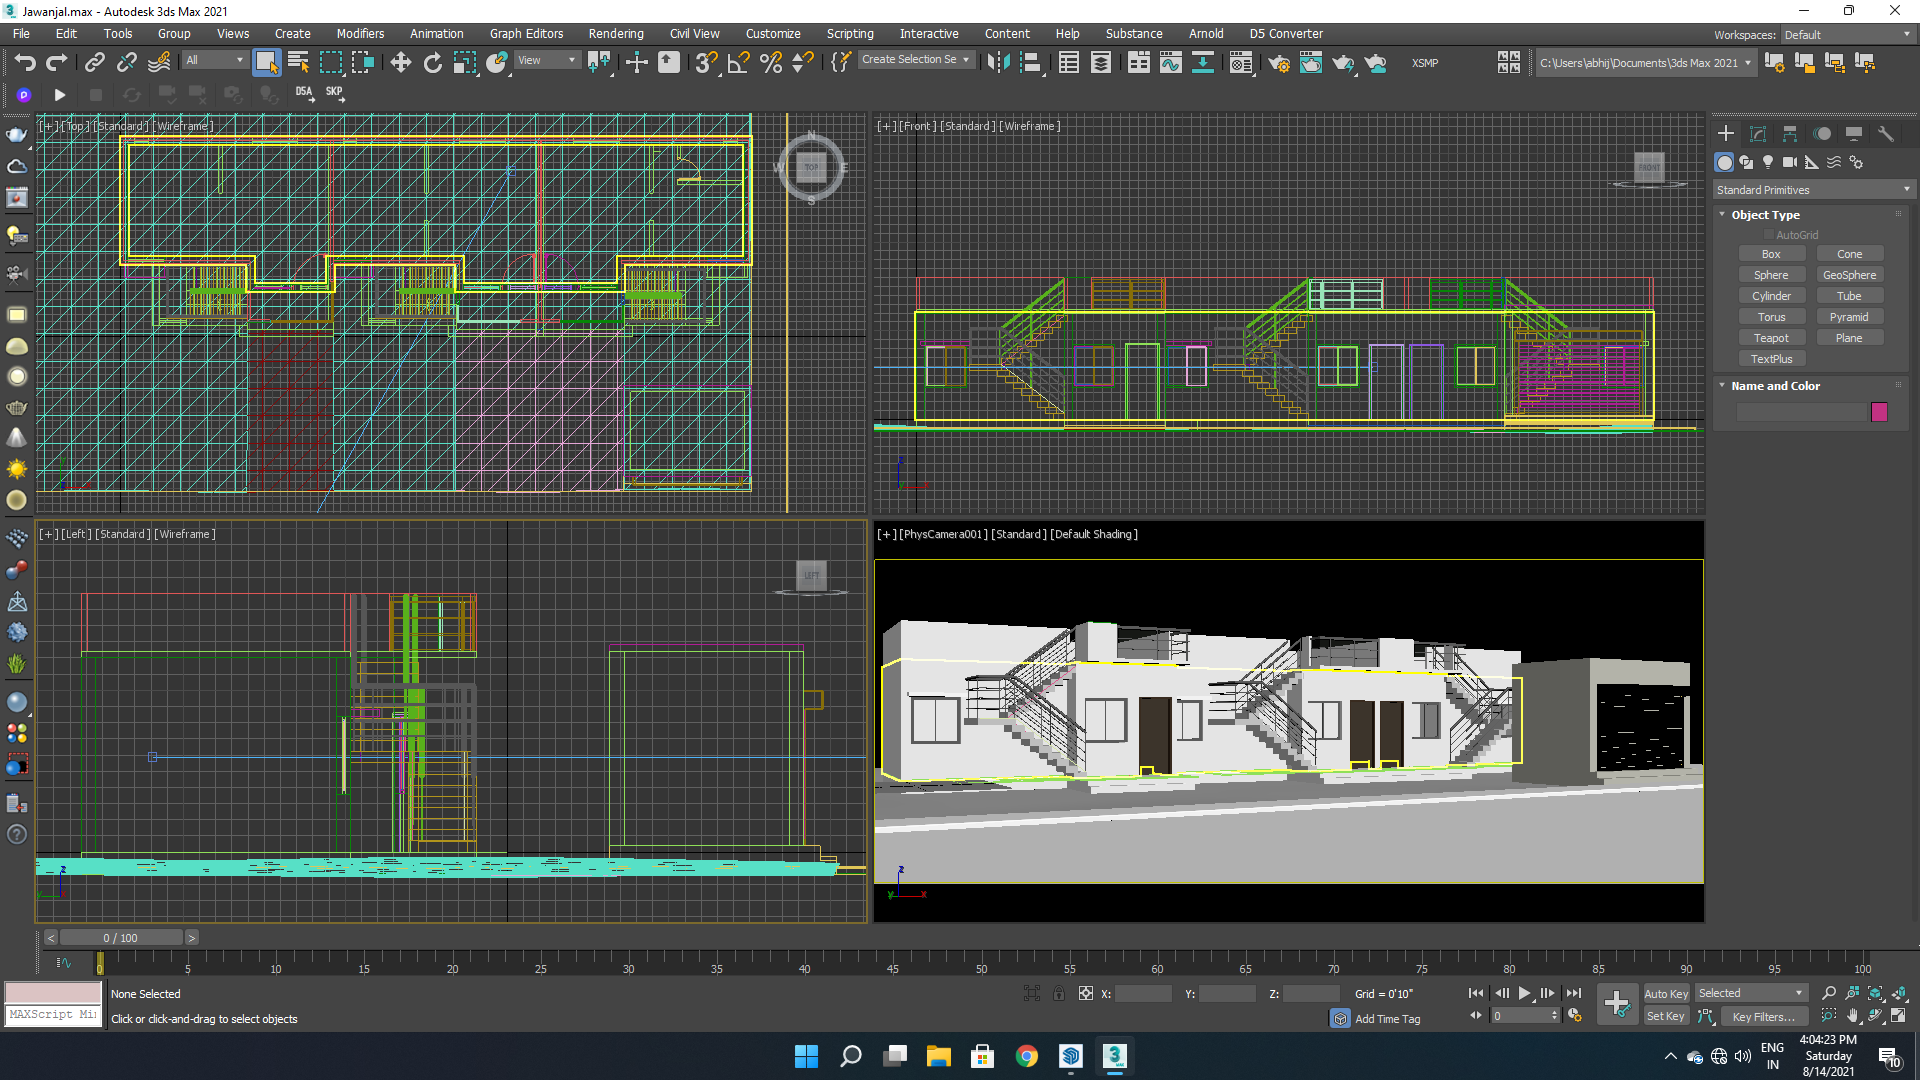 Jawanjal.max - Autodesk 3ds Max 2021
File Edit Tools Group Views Create Modifiers Animation Graph Editors Rendering Civil View Customize Scripting Interactive Content Help Substance Arnold D5 Converter
Workspaces: Default
All View Create Selection Se XSMP C:\Users\abhij\Documents\3ds Max 2021
D5A SKP
[+] [Top] [Standard] [Wireframe]
N
W TOP E
S
[+] [Front] [Standard] [Wireframe]
FRONT
Standard Primitives
Object Type
AutoGrid
Box Cone
Sphere GeoSphere
Cylinder Tube
Torus Pyramid
Teapot Plane
TextPlus
Name and Color
[+] [Left] [Standard] [Wireframe]
LEFT
z
y
[+] [PhysCamera001] [Standard] [Default Shading]
z
y x
< 0 / 100 >
0 5 10 15 20 25 30 35 40 45 50 55 60 65 70 75 80 85 90 95 100
None Selected
X: Y: Z: Grid = 0'10"
Auto Key Selected
MAXScript Mi
Click or click-and-drag to select objects
Add Time Tag
0
Set Key Key Filters...
ENG
IN
4:04:23 PM
Saturday
8/14/2021
10